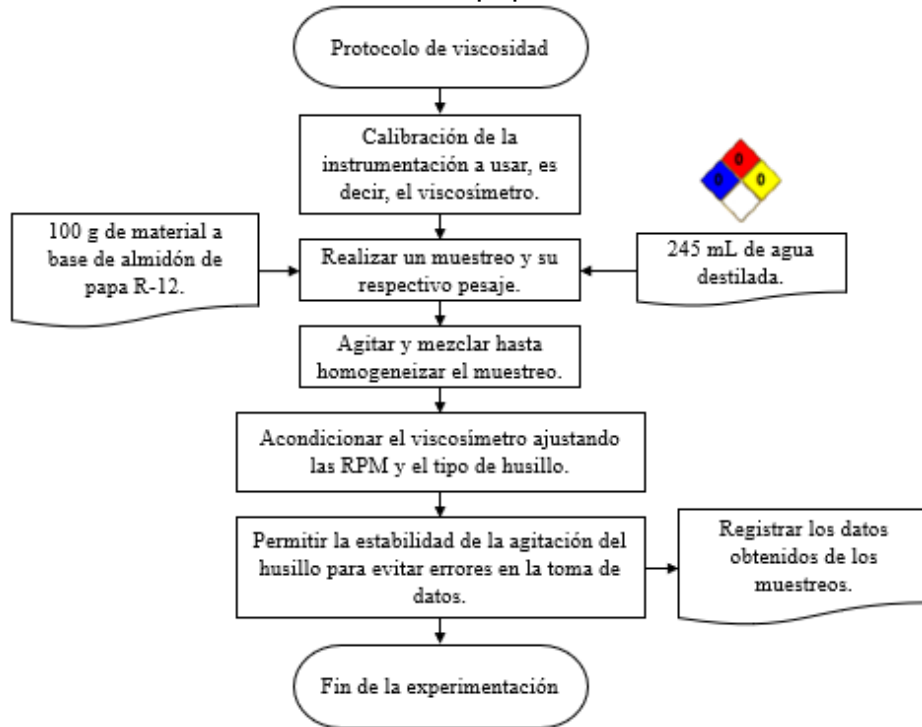 Protocolo de viscosidad
Calibración de la
instrumentación a usar, es
decir, el viscosímetro.
0
0
0
100 g de material a
base de almidón de
papa R-12.
Realizar un muestreo y su
respectivo pesaje.
245 mL de agua
destilada.
Agitar y mezclar hasta
homogeneizar el muestreo.
Acondicionar el viscosímetro ajustando
las RPM y el tipo de husillo.
Permitir la estabilidad de la agitación del
husillo para evitar errores en la toma de
datos.
Registrar los datos
obtenidos de los
muestreos.
Fin de la experimentación